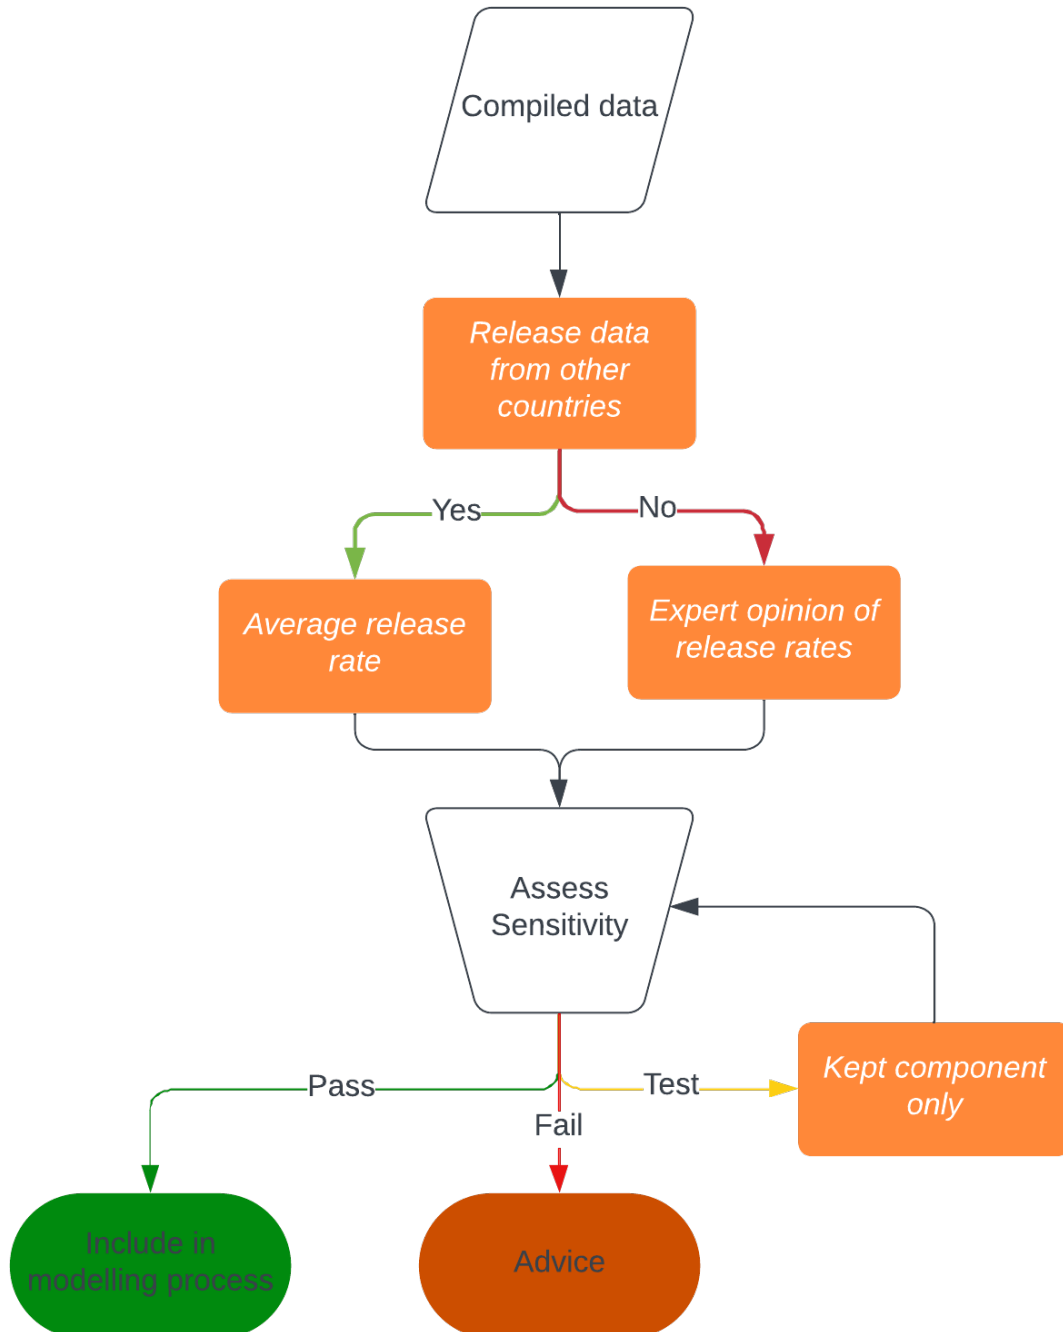 Compiled data
Release data
from other
countries
Yes
No
Average release
rate
Expert opinion of
release rates
Assess
Sensitivity
Pass
Test
Fail
Kept component
only
Include in
modelling process
Advice